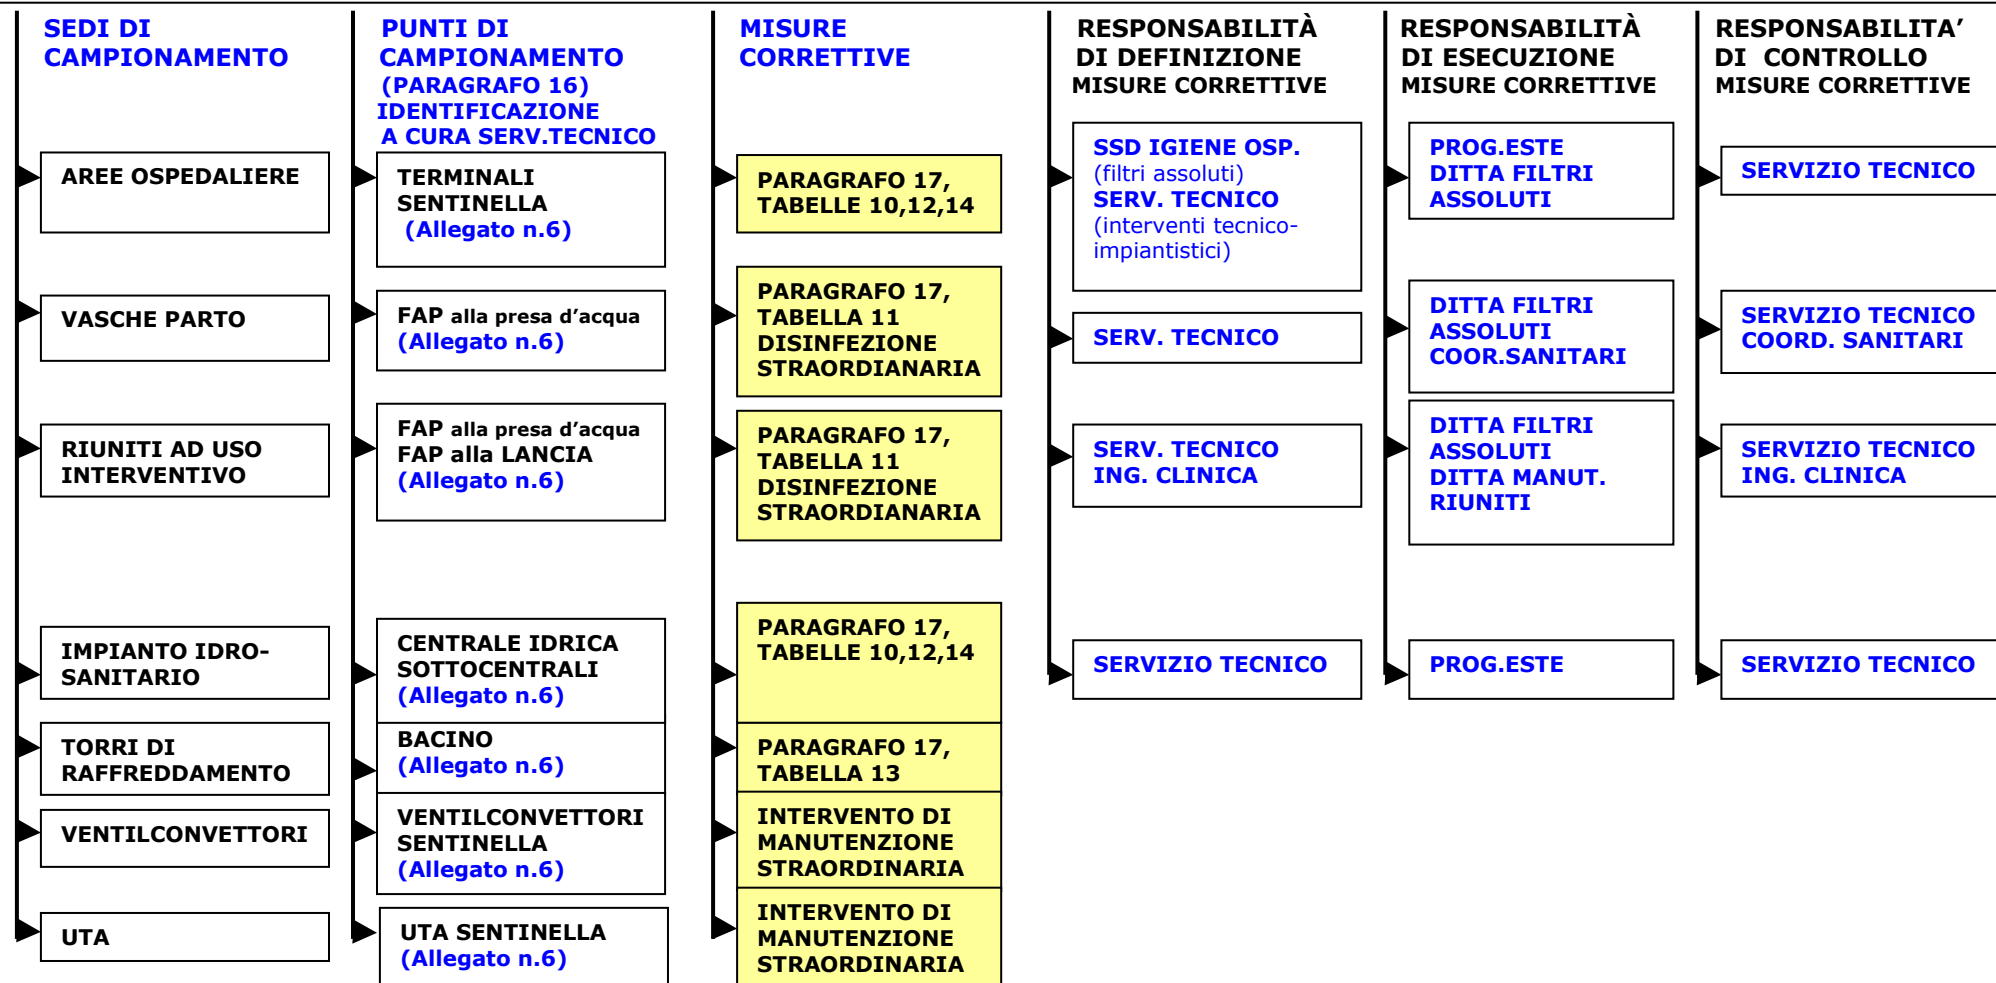 SEDI DI
CAMPIONAMENTO
PUNTI DI
CAMPIONAMENTO
(PARAGRAFO 16)
IDENTIFICAZIONE
A CURA SERV.TECNICO
MISURE
CORRETTIVE
RESPONSABILITÀ
DI DEFINIZIONE
MISURE CORRETTIVE
RESPONSABILITÀ
DI ESECUZIONE
MISURE CORRETTIVE
RESPONSABILITA’
DI CONTROLLO
MISURE CORRETTIVE
AREE OSPEDALIERE
TERMINALI
SENTINELLA
(Allegato n.6)
PARAGRAFO 17,
TABELLE 10,12,14
SSD IGIENE OSP.
(filtri assoluti)
SERV. TECNICO
(interventi tecnico-
impiantistici)
PROG.ESTE
DITTA FILTRI
ASSOLUTI
SERVIZIO TECNICO
VASCHE PARTO
FAP alla presa d’acqua
(Allegato n.6)
PARAGRAFO 17,
TABELLA 11
DISINFEZIONE
STRAORDIANARIA
SERV. TECNICO
DITTA FILTRI
ASSOLUTI
COOR.SANITARI
SERVIZIO TECNICO
COORD. SANITARI
RIUNITI AD USO
INTERVENTIVO
FAP alla presa d’acqua
FAP alla LANCIA
(Allegato n.6)
PARAGRAFO 17,
TABELLA 11
DISINFEZIONE
STRAORDIANARIA
SERV. TECNICO
ING. CLINICA
DITTA FILTRI
ASSOLUTI
DITTA MANUT.
RIUNITI
SERVIZIO TECNICO
ING. CLINICA
IMPIANTO IDRO-
SANITARIO
CENTRALE IDRICA
SOTTOCENTRALI
(Allegato n.6)
PARAGRAFO 17,
TABELLE 10,12,14
SERVIZIO TECNICO
PROG.ESTE
SERVIZIO TECNICO
TORRI DI
RAFFREDDAMENTO
BACINO
(Allegato n.6)
PARAGRAFO 17,
TABELLA 13
VENTILCONVETTORI
VENTILCONVETTORI
SENTINELLA
(Allegato n.6)
INTERVENTO DI
MANUTENZIONE
STRAORDINARIA
UTA
UTA SENTINELLA
(Allegato n.6)
INTERVENTO DI
MANUTENZIONE
STRAORDINARIA